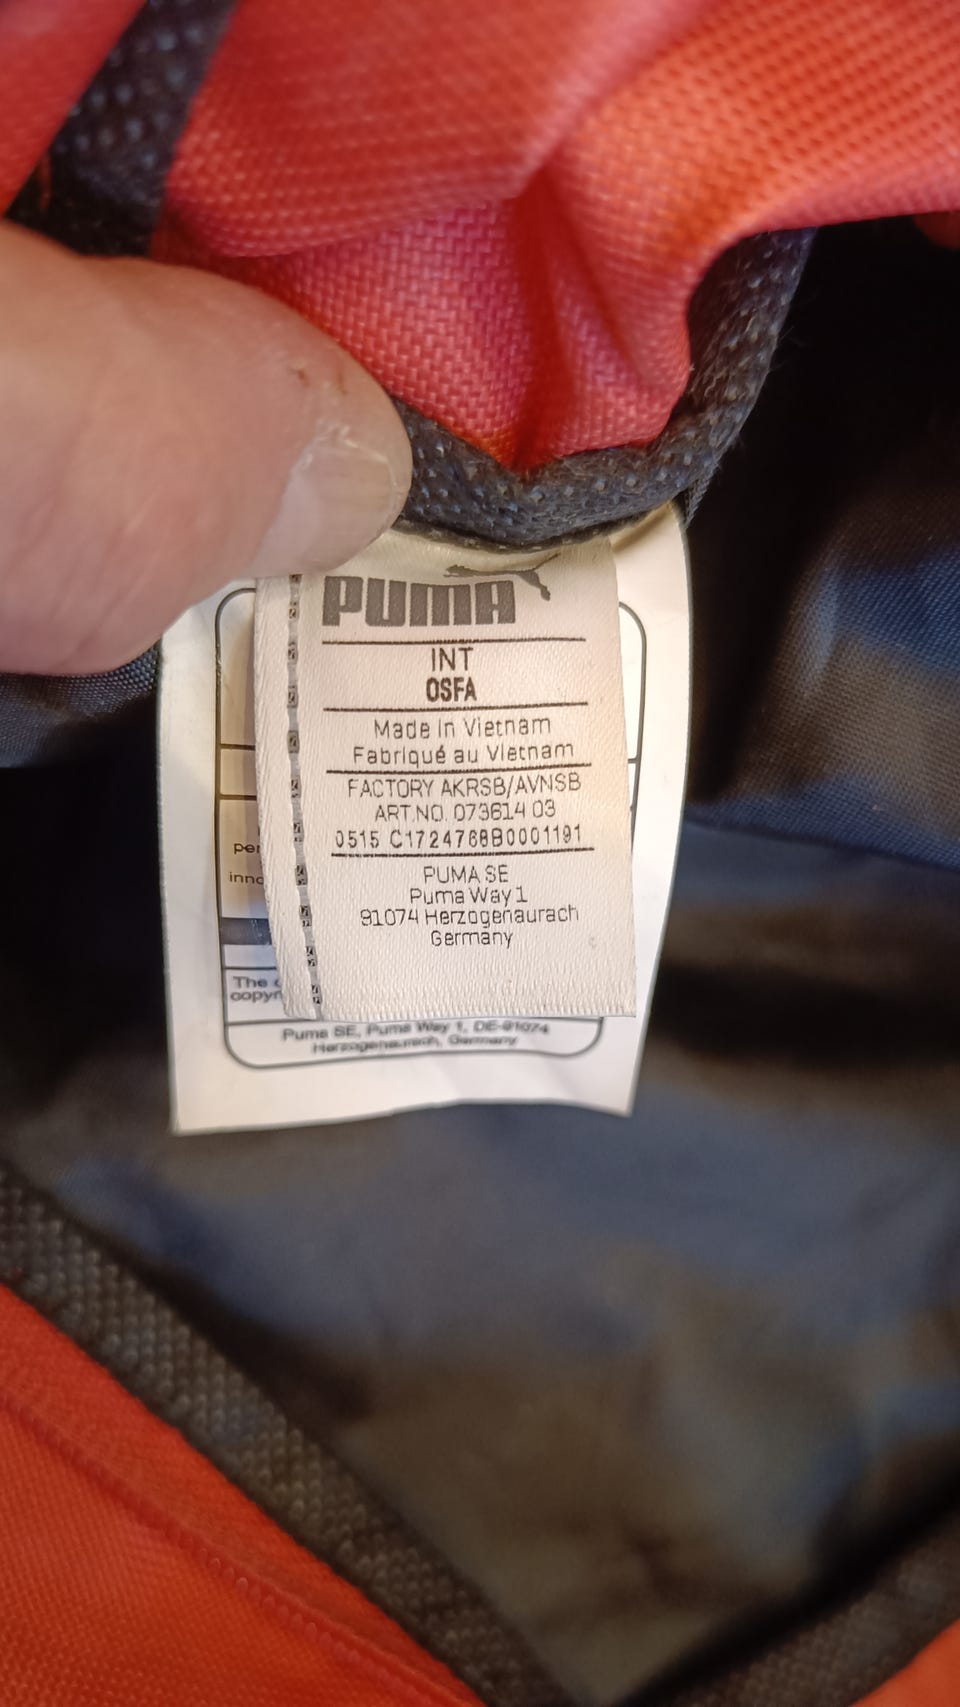 PUMA
INT
OSFA
Made in Vietnam
Fabriqué au Vietnam
FACTORY AKRSB/AVNSB
ART.NO. 073614 03
0515 C1724768B0001191
PUMA SE
Puma Way 1
91074 Herzogenaurach
Germany
The
Puma SE, Puma Way 1, DE-91074
Herzogenaurach, Germany